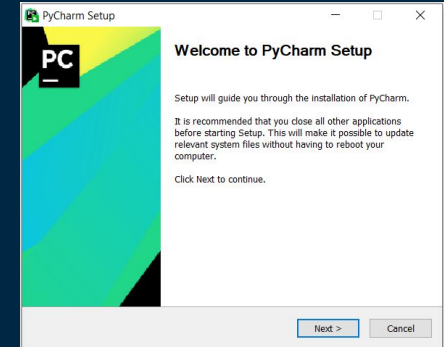 PyCharm Setup
PC
Welcome to PyCharm Setup
Setup will guide you through the installation of PyCharm.
It is recommended that you close all other applications
before starting Setup. This will make it possible to update
relevant system files without having to reboot your
computer.
Click Next to continue.
Next >
Cancel